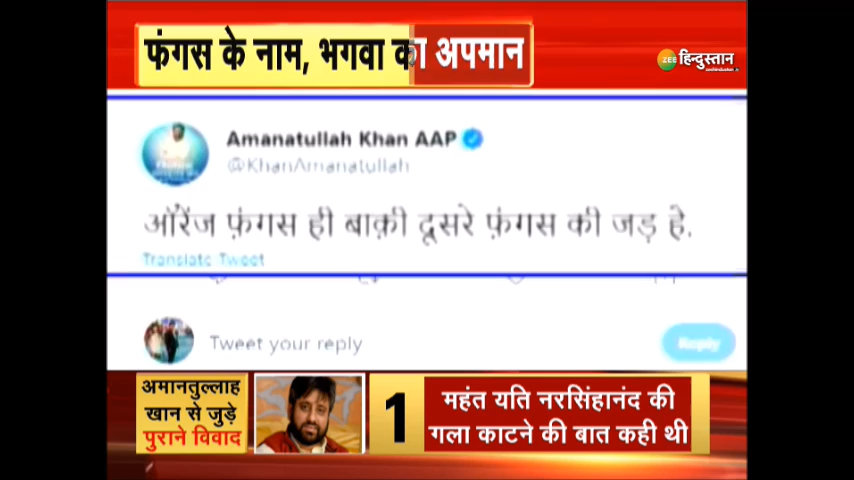 फंगस के नाम, भगवा का अपमान
ZEE हिन्दुस्तान
Amanatullah Khan AAP
@KhanAmanatullah
ऑरेंज फ़ंगस ही बाक़ी दूसरे फ़ंगस की जड़ हे.
Translate Tweet
Tweet your reply
Reply
अमानतुल्लाह
खान से जुड़े
पुराने विवाद
1
महंत यति नरसिंहानंद की
गला काटने की बात कही थी